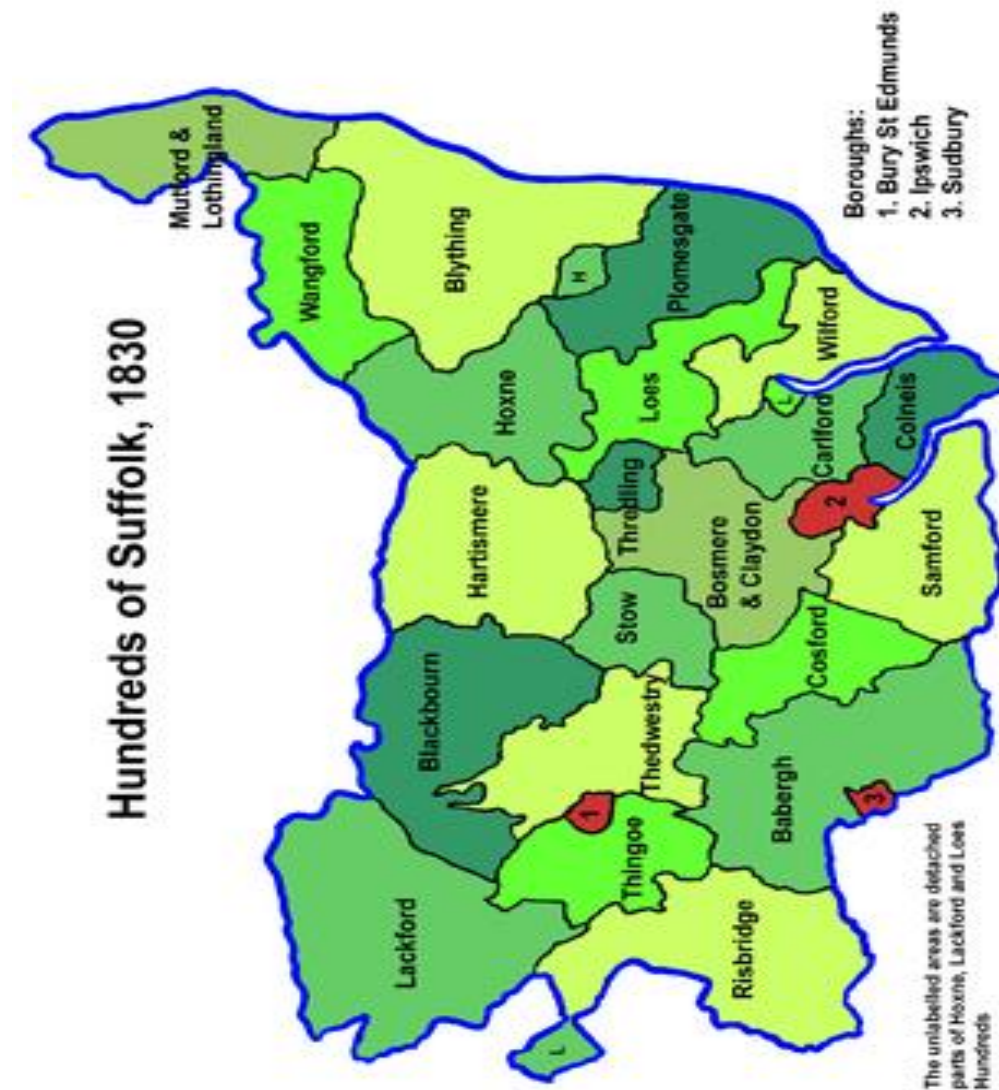 Hundreds of Suffolk, 1830
Mutford &
Lothingland
Wangford
Blything
Lackford
Blackbourn
Hartismere
Hoxne
H
Plomesgate
Thingoe
1
Thedwestry
Stow
Thredling
Loes
L
Wilford
L
Risbridge
Babergh
Cosford
Bosmere
& Claydon
Carlford
2
Colneis
Samford
3
Boroughs:
1. Bury St Edmunds
2. Ipswich
3. Sudbury
The unlabelled areas are detached
parts of Hoxne, Lackford and Loes
Hundreds